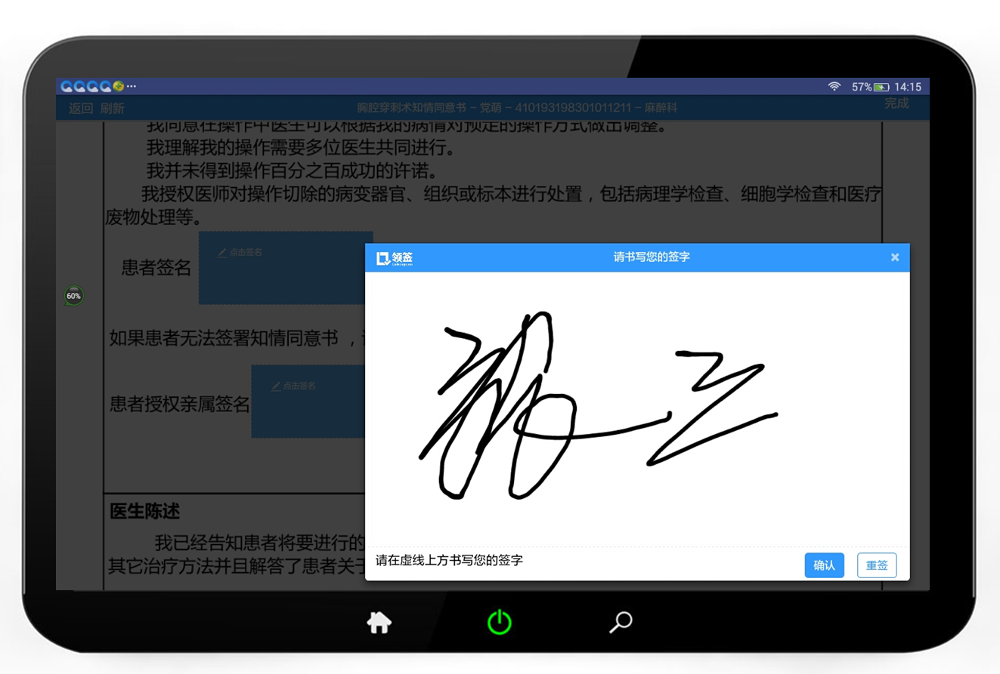 57% 14:15
返回 刷新 胸腔穿刺术知情同意书 – 党萌 – 410193198301011211 – 麻醉科 完成
我同意在操作中医生可以根据我的病情对预定的操作方式做出调整。
我理解我的操作需要多位医生共同进行。
我并未得到操作百分之百成功的许诺。
我授权医师对操作切除的病变器官、组织或标本进行处置，包括病理学检查、细胞学检查和医疗
废物处理等。
患者签名 点击签名
60%
如果患者无法签署知情同意书，
患者授权亲属签名 点击签名
医生陈述
我已经告知患者将要进行的
其它治疗方法并且解答了患者关于
领签 请书写您的签字 ×
请在虚线上方书写您的签字
确认 重签